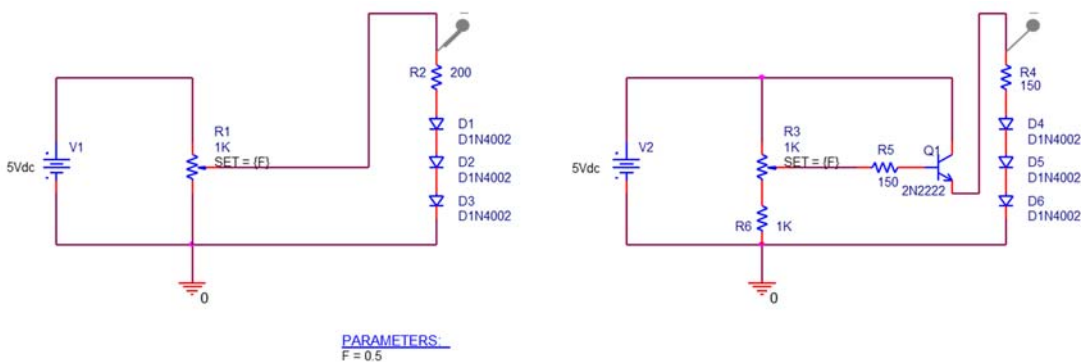 R2 200
R4
150
R1
1K
SET = {F}
V1
5Vdc
D1
D1N4002
D2
D1N4002
D3
D1N4002
0
R3
1K
SET = {F}
V2
5Vdc
R5
150
Q1
2N2222
D4
D1N4002
D5
D1N4002
D6
D1N4002
R6 1K
0
PARAMETERS:
F = 0.5